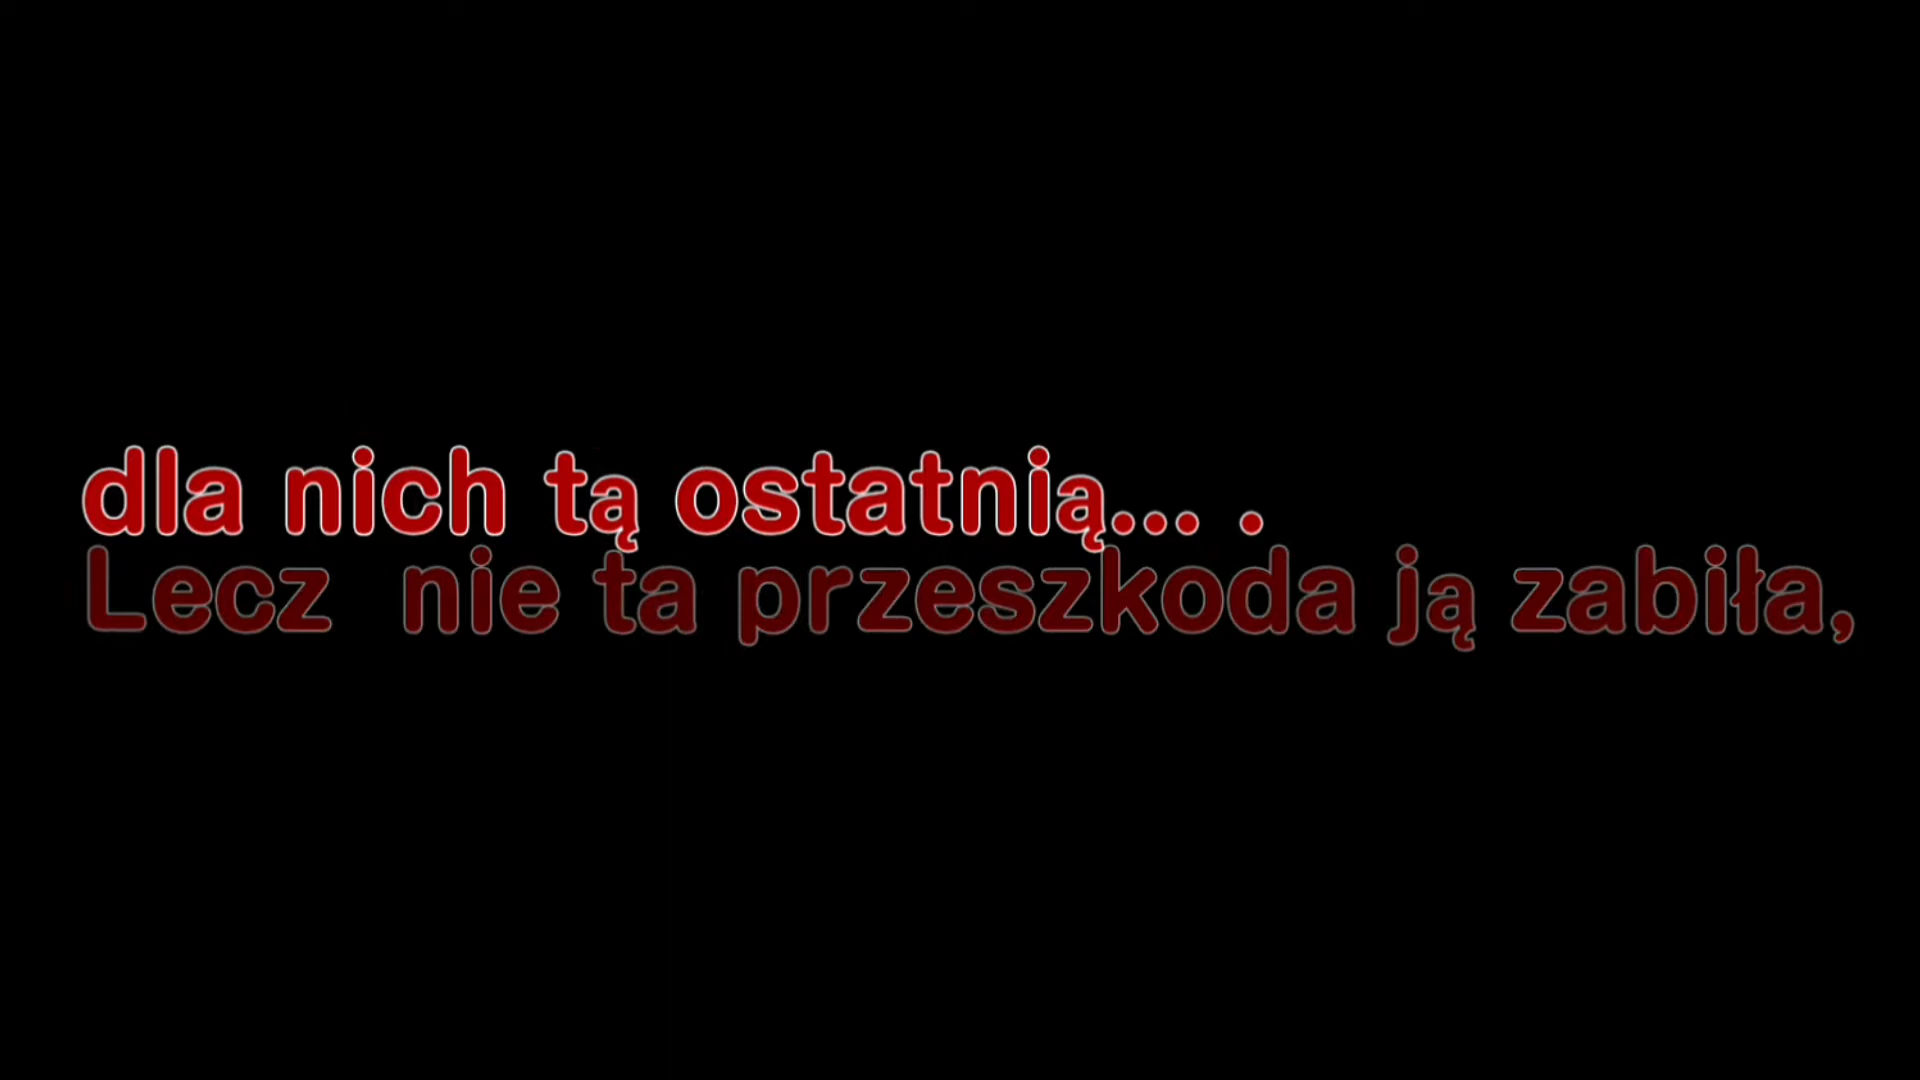 dla nich tą ostatnią... .
Lecz  nie ta przeszkoda ją zabiła,